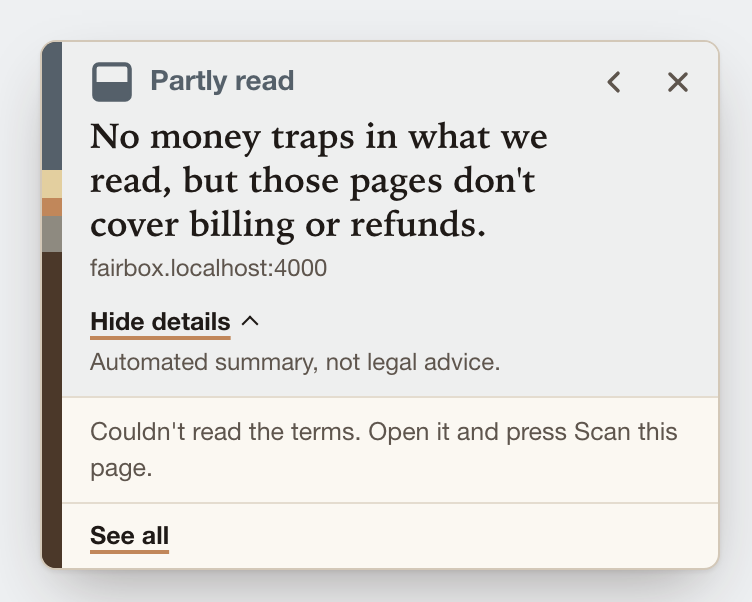 Partly read
No money traps in what we
read, but those pages don't
cover billing or refunds.
fairbox.localhost:4000
Hide details
Automated summary, not legal advice.
Couldn't read the terms. Open it and press Scan this
page.
See all